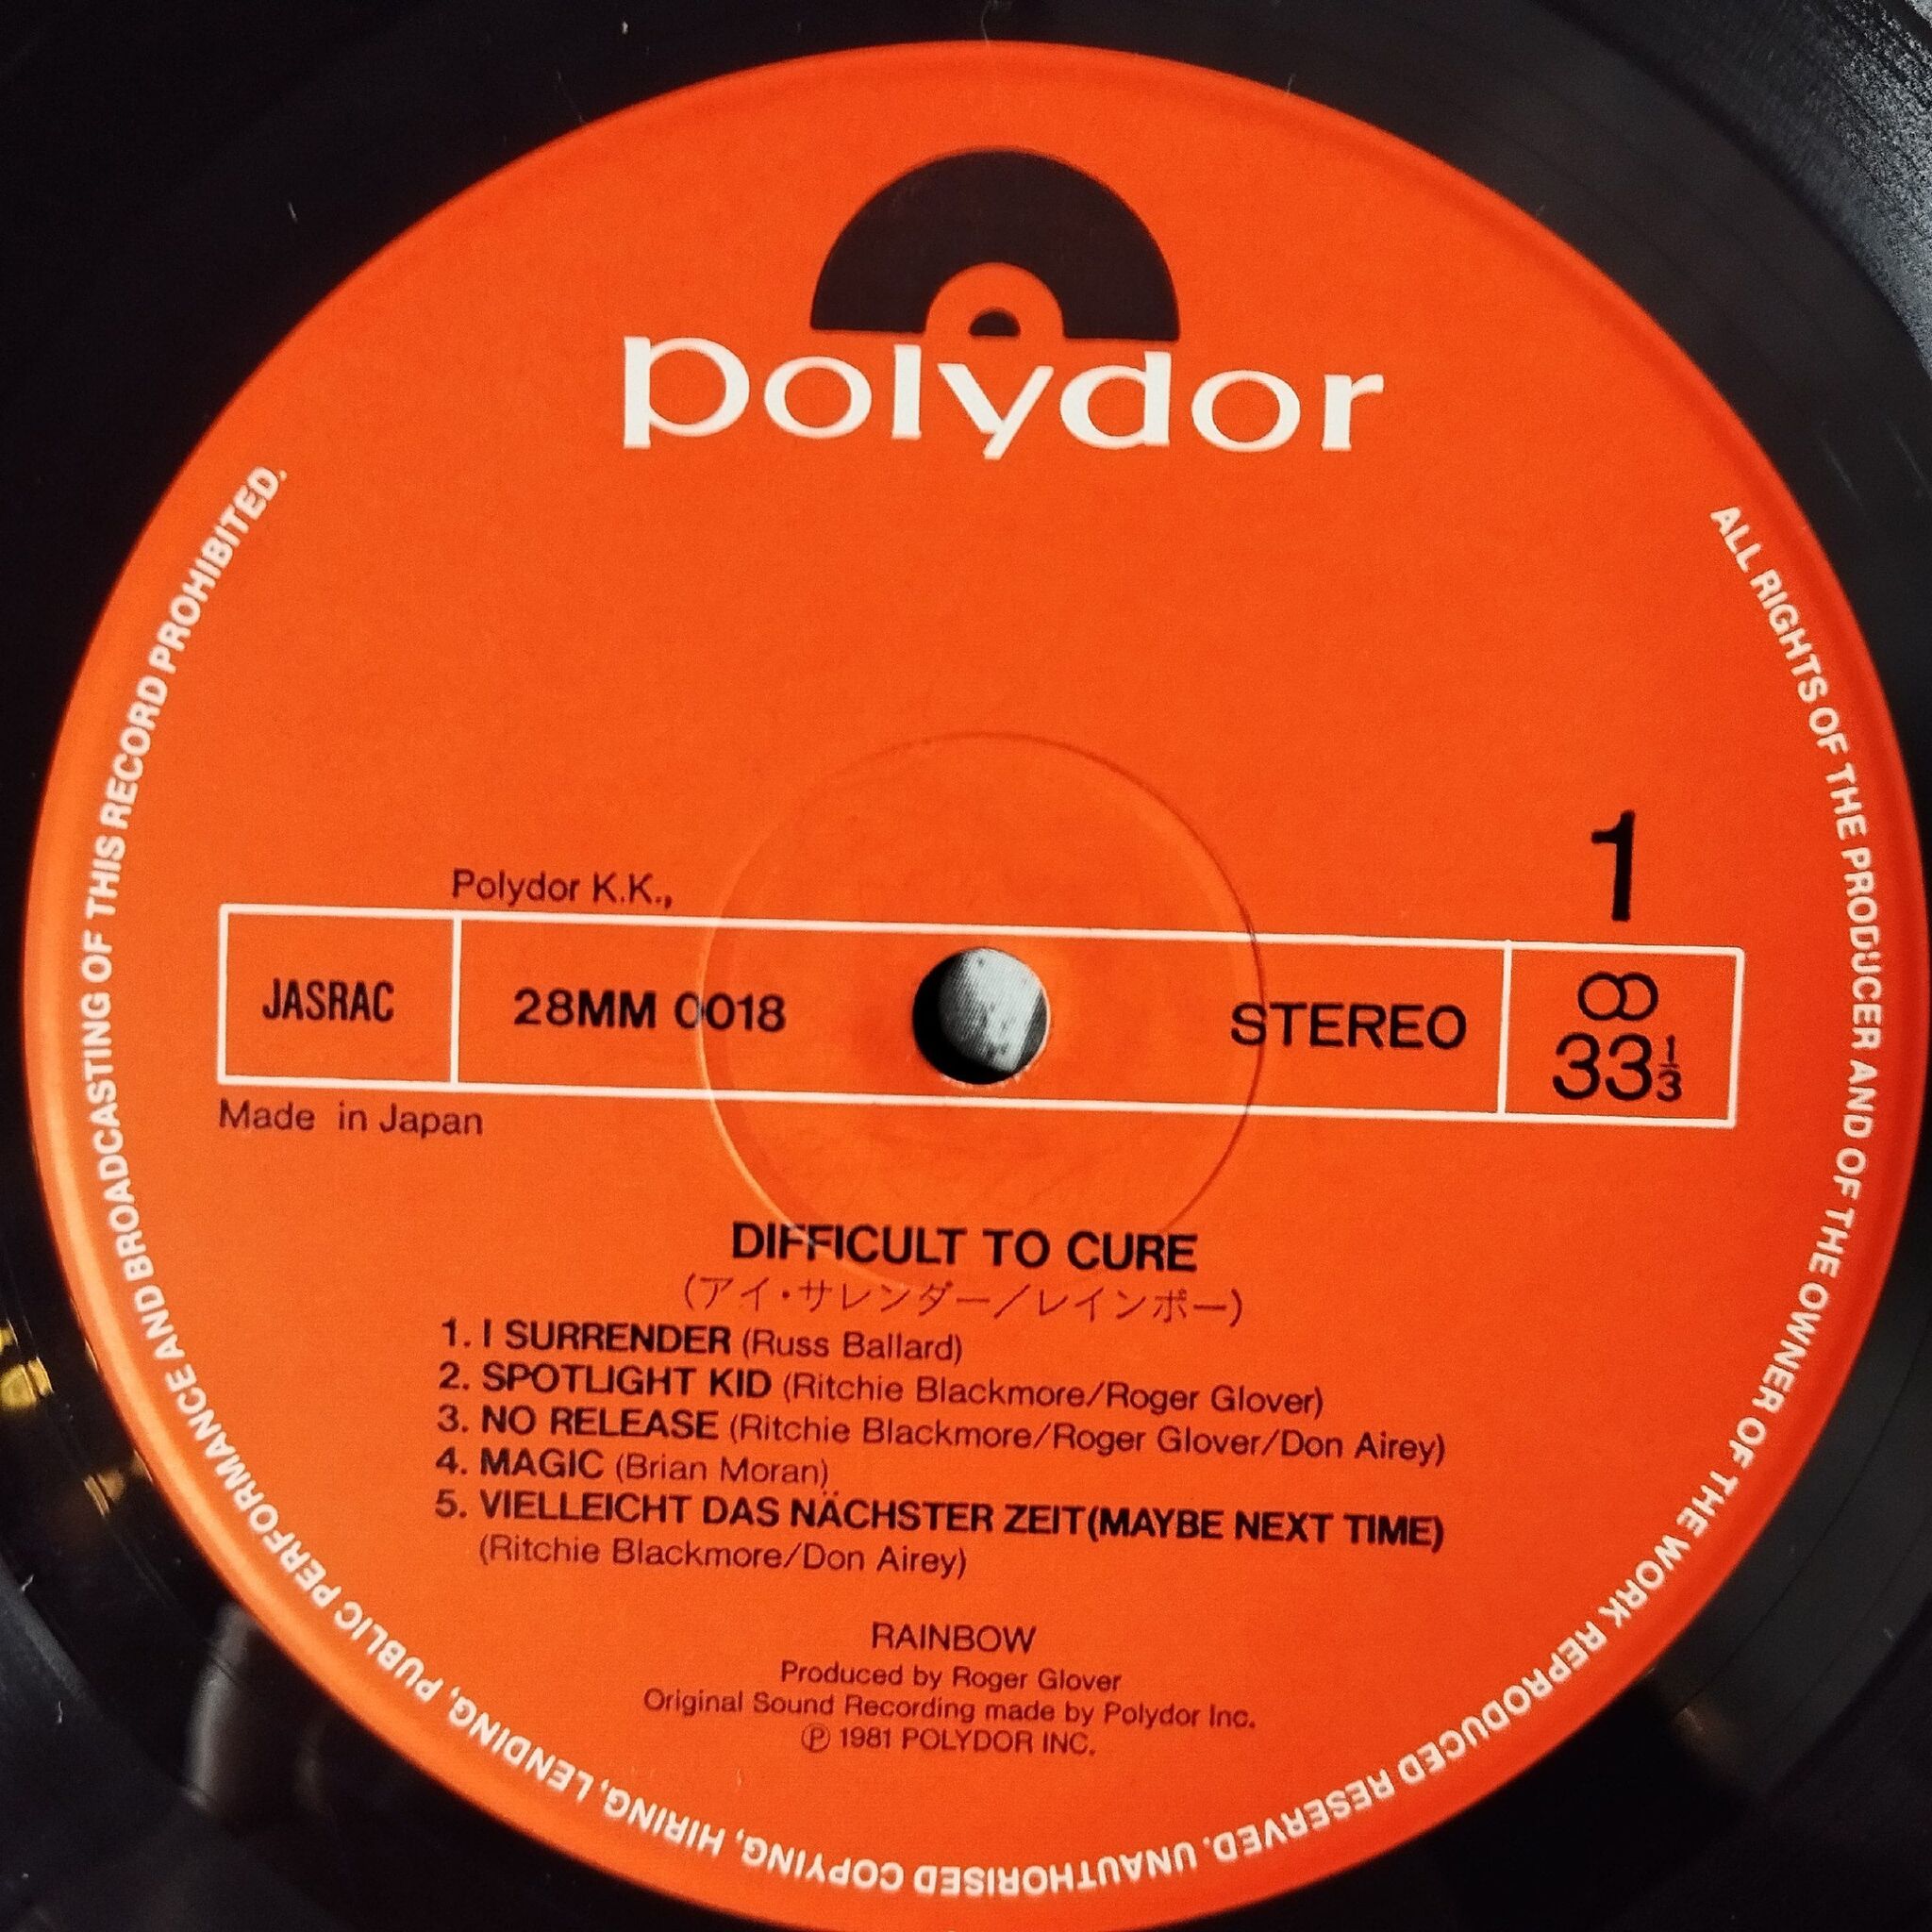 polydor
Polydor K.K.,
1
JASRAC
28MM 0018
STEREO
33 1/3
Made in Japan
DIFFICULT TO CURE
(アイ・サレンダー/レインボー)
1. I SURRENDER (Russ Ballard)
2. SPOTLIGHT KID (Ritchie Blackmore/Roger Glover)
3. NO RELEASE (Ritchie Blackmore/Roger Glover/Don Airey)
4. MAGIC (Brian Moran)
5. VIELLEICHT DAS NÄCHSTER ZEIT(MAYBE NEXT TIME)
(Ritchie Blackmore/Don Airey)
RAINBOW
Produced by Roger Glover
Original Sound Recording made by Polydor Inc.
℗ 1981 POLYDOR INC.
ALL RIGHTS OF THE PRODUCER AND OF THE OWNER OF THE WORK REPRODUCED RESERVED. UNAUTHORISED COPYING, HIRING, LENDING, PUBLIC PERFORMANCE AND BROADCASTING OF THIS RECORD PROHIBITED.